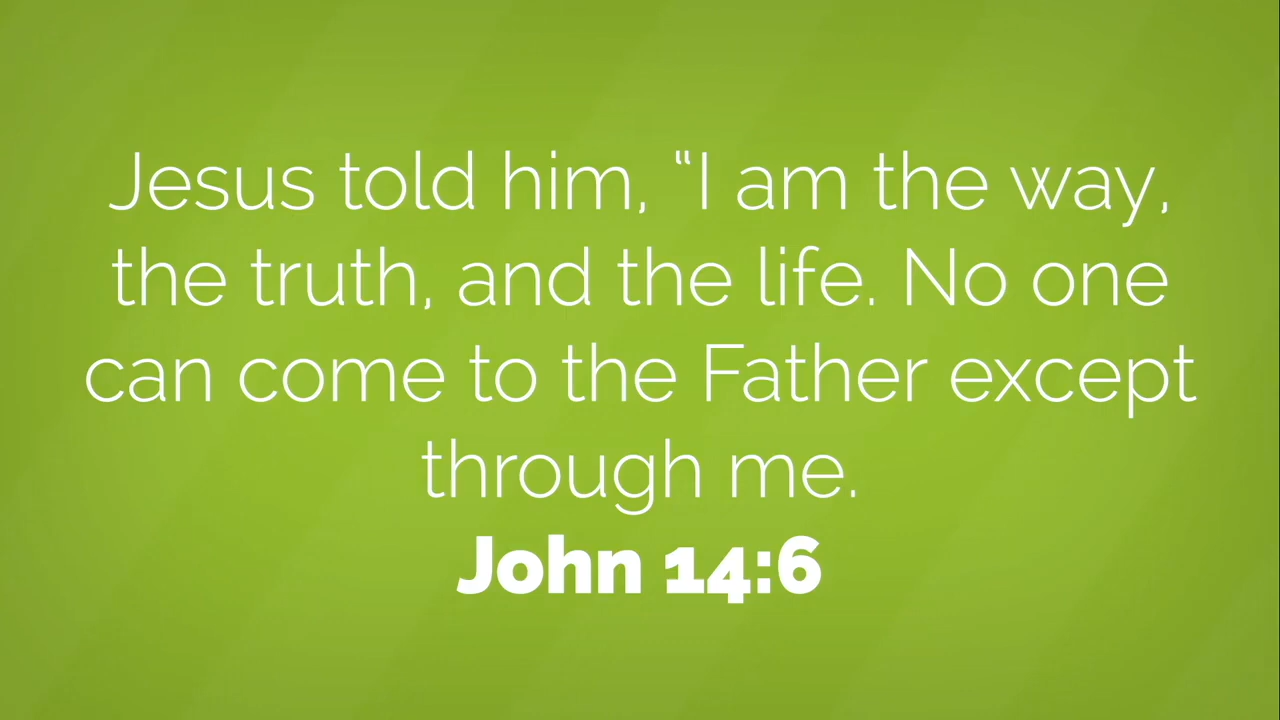 Jesus told him, “I am the way,
the truth, and the life. No one
can come to the Father except
through me.
John 14:6